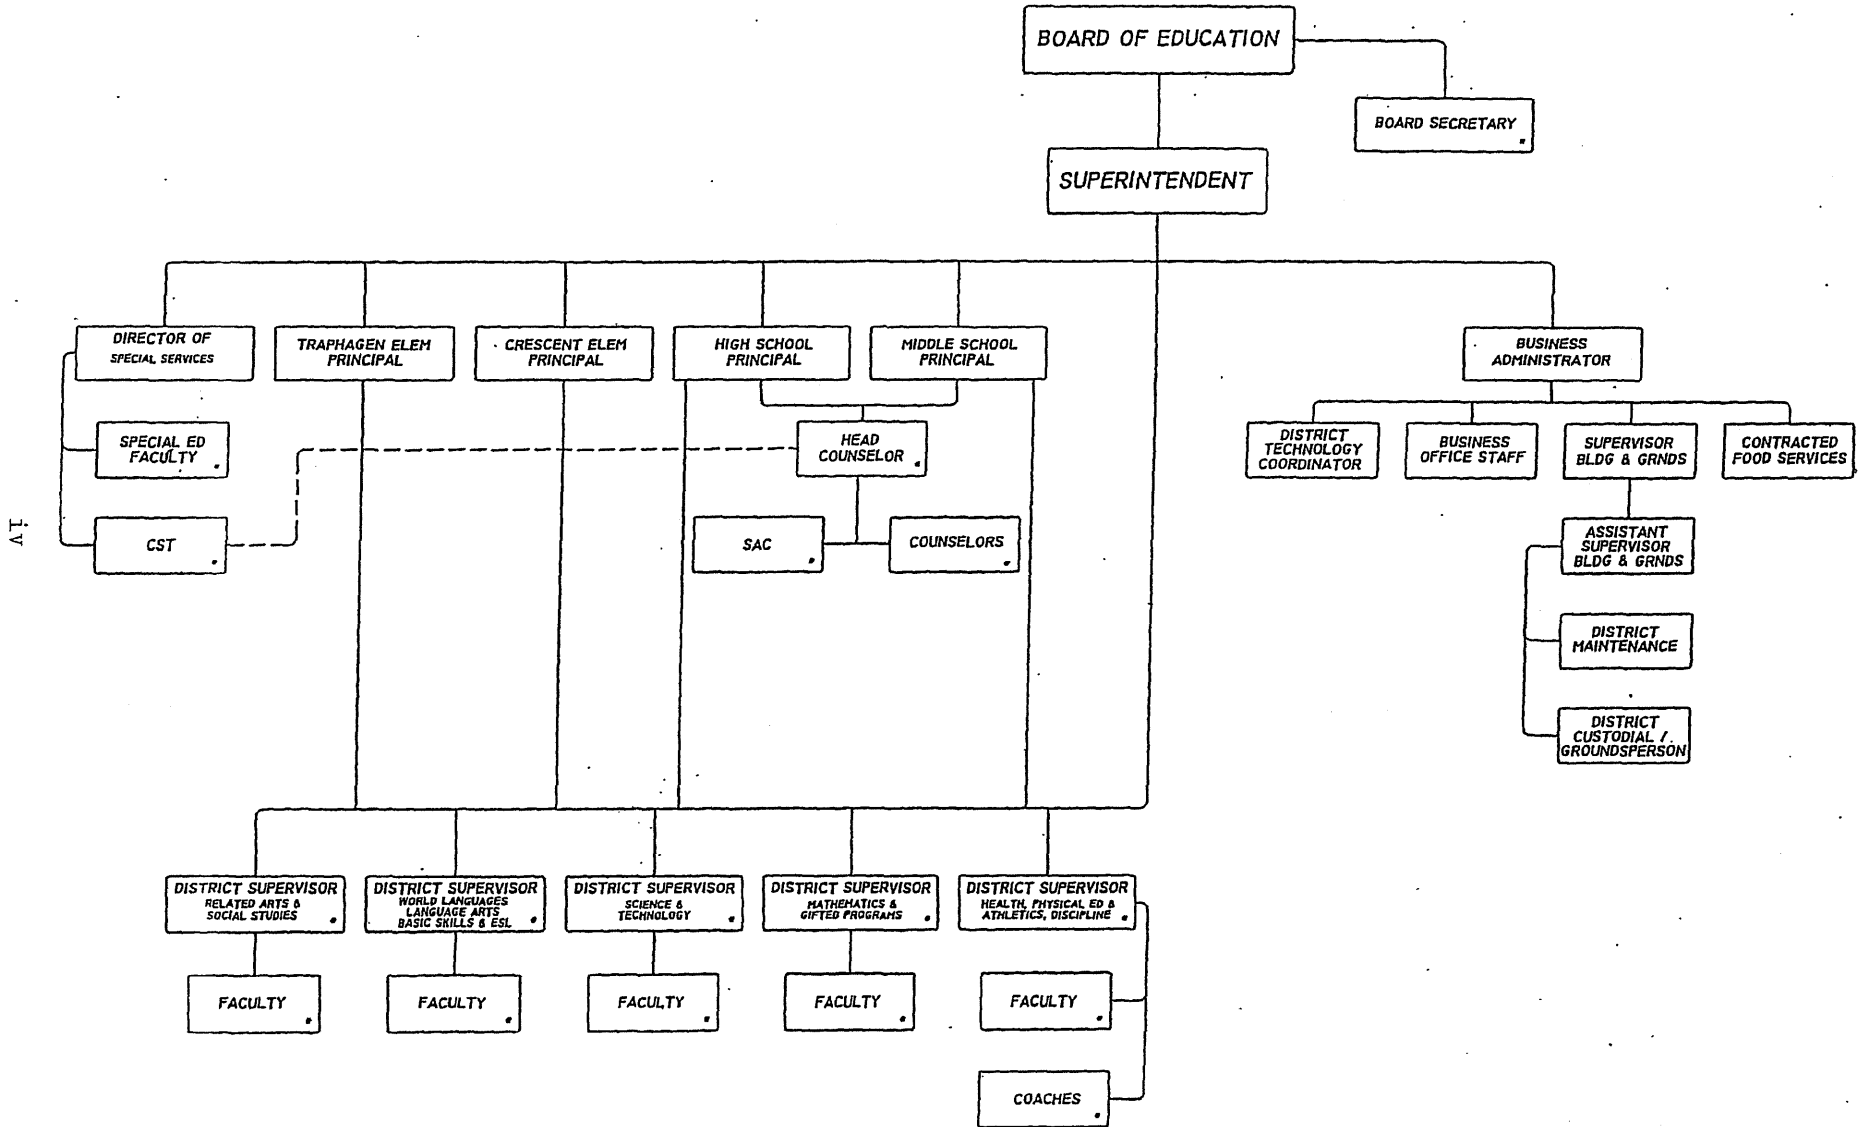 BOARD OF EDUCATION
BOARD SECRETARY
SUPERINTENDENT
DIRECTOR OF
SPECIAL SERVICES
TRAPHAGEN ELEM
PRINCIPAL
CRESCENT ELEM
PRINCIPAL
HIGH SCHOOL
PRINCIPAL
MIDDLE SCHOOL
PRINCIPAL
BUSINESS
ADMINISTRATOR
SPECIAL ED
FACULTY
HEAD
COUNSELOR
DISTRICT
TECHNOLOGY
COORDINATOR
BUSINESS
OFFICE STAFF
SUPERVISOR
BLDG & GRNDS
CONTRACTED
FOOD SERVICES
CST
SAC
COUNSELORS
ASSISTANT
SUPERVISOR
BLDG & GRNDS
DISTRICT
MAINTENANCE
DISTRICT
CUSTODIAL /
GROUNDSPERSON
DISTRICT SUPERVISOR
RELATED ARTS &
SOCIAL STUDIES
DISTRICT SUPERVISOR
WORLD LANGUAGES
LANGUAGE ARTS
BASIC SKILLS & ESL
DISTRICT SUPERVISOR
SCIENCE &
TECHNOLOGY
DISTRICT SUPERVISOR
MATHEMATICS &
GIFTED PROGRAMS
DISTRICT SUPERVISOR
HEALTH, PHYSICAL ED &
ATHLETICS, DISCIPLINE
FACULTY
FACULTY
FACULTY
FACULTY
FACULTY
COACHES
iv